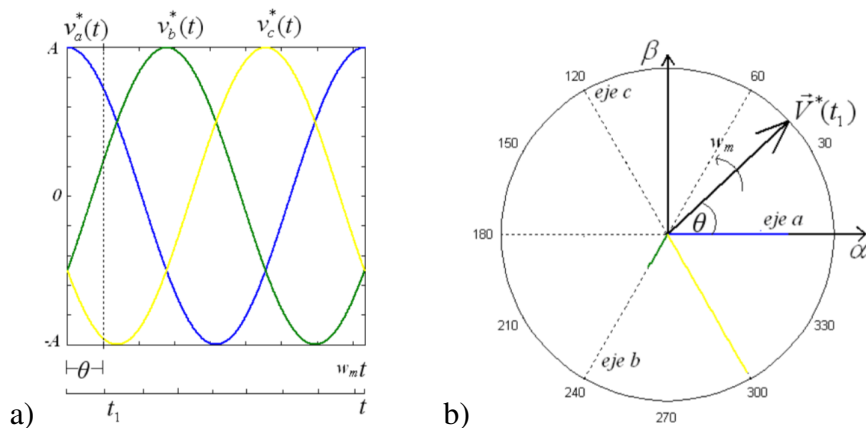 v*a(t) v*b(t) v*c(t)
A
0
-A
θ
wmt
t1
t
a)
β
120
60
eje c
V⃗*(t1)
150
30
wm
θ
eje a
180
α
210
330
eje b
240
300
270
b)